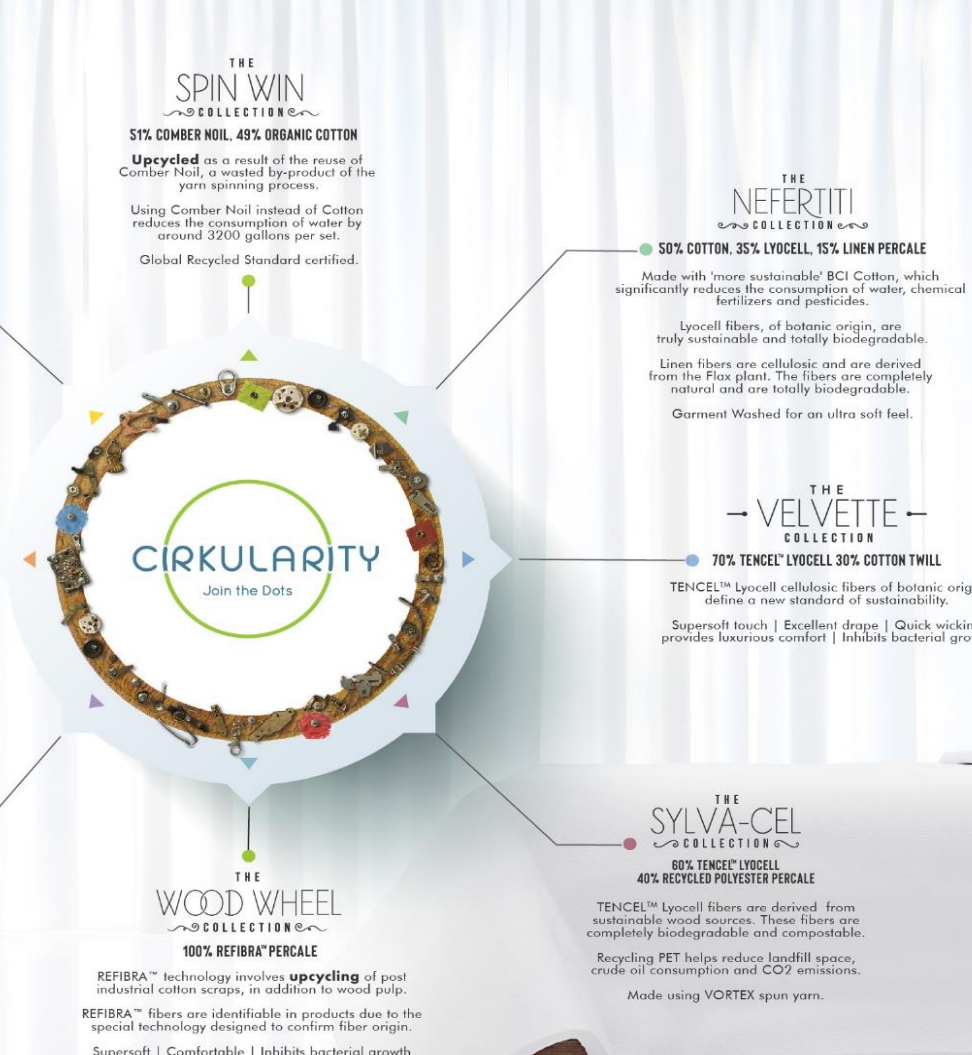 THE
SPIN WIN
COLLECTION
51% COMBER NOIL, 49% ORGANIC COTTON
Upcycled as a result of the reuse of
Comber Noil, a wasted by-product of the
yarn spinning process.
Using Comber Noil instead of Cotton
reduces the consumption of water by
around 3200 gallons per set.
Global Recycled Standard certified.
THE
NEFERTITI
COLLECTION
50% COTTON, 35% LYOCELL, 15% LINEN PERCALE
Made with 'more sustainable' BCI Cotton, which
significantly reduces the consumption of water, chemical
fertilizers and pesticides.
Lyocell fibers, of botanic origin, are
truly sustainable and totally biodegradable.
Linen fibers are cellulosic and are derived
from the Flax plant. The fibers are completely
natural and are totally biodegradable.
Garment Washed for an ultra soft feel.
CIRKULARITY
Join the Dots
THE
VELVETTE
COLLECTION
70% TENCEL™ LYOCELL 30% COTTON TWILL
TENCEL™ Lyocell cellulosic fibers of botanic orig
define a new standard of sustainability.
Supersoft touch | Excellent drape | Quick wickin
provides luxurious comfort | Inhibits bacterial gro
THE
WOOD WHEEL
COLLECTION
100% REFIBRA™ PERCALE
REFIBRA™ technology involves upcycling of post
industrial cotton scraps, in addition to wood pulp.
REFIBRA™ fibers are identifiable in products due to the
special technology designed to confirm fiber origin.
Supersoft | Comfortable | Inhibits bacterial growth
THE
SYLVA-CEL
COLLECTION
60% TENCEL™ LYOCELL
40% RECYCLED POLYESTER PERCALE
TENCEL™ Lyocell fibers are derived from
sustainable wood sources. These fibers are
completely biodegradable and compostable.
Recycling PET helps reduce landfill space,
crude oil consumption and CO2 emissions.
Made using VORTEX spun yarn.